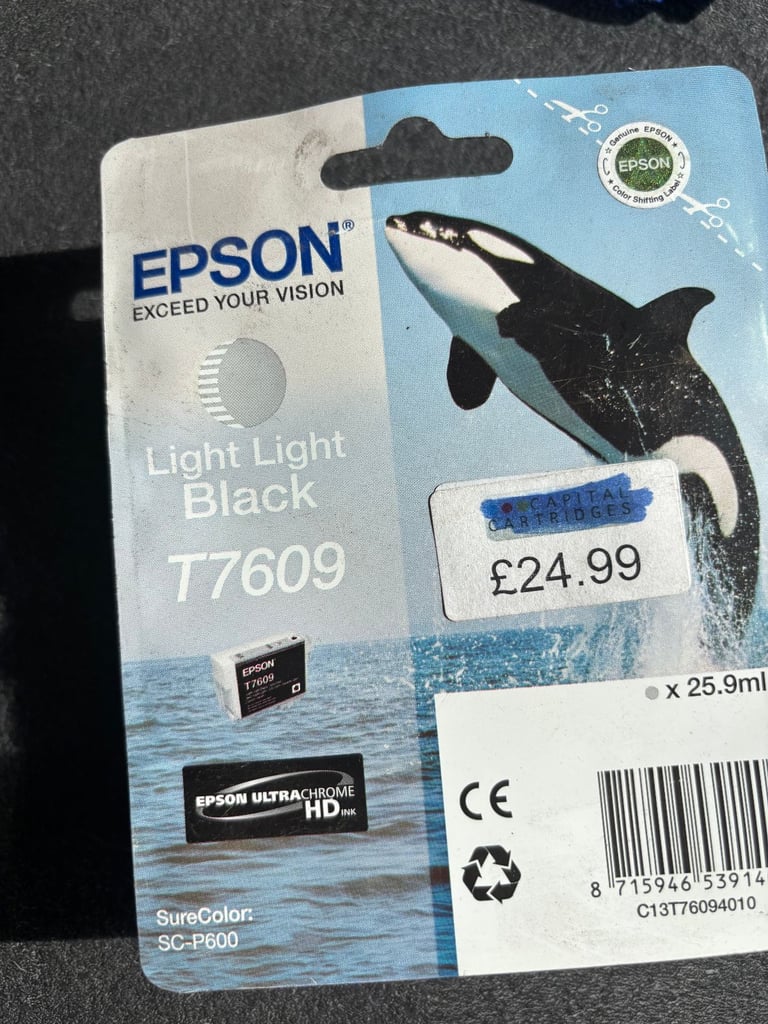 Genuine EPSON
EPSON
Color Shifting Label
EPSON®
EXCEED YOUR VISION
Light Light
Black
T7609
CAPITAL
CARTRIDGES
£24.99
EPSON
T7609
x 25.9ml
EPSON ULTRACHROME
HD INK
CE
8 715946 53914
C13T76094010
SureColor:
SC-P600